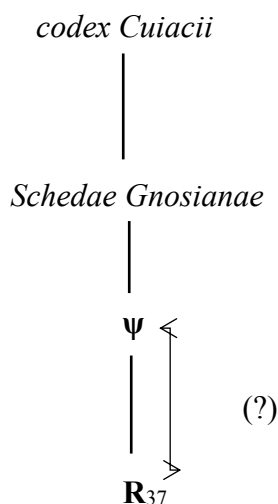 codex Cuiacii
Schedae Gnosianae
ψ
(?)
R37